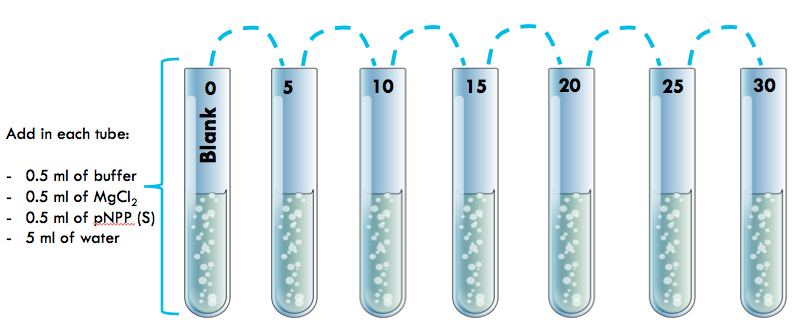 Add in each tube:
- 0.5 ml of buffer
- 0.5 ml of MgCl₂
- 0.5 ml of pNPP (S)
- 5 ml of water
Blank 0
5
10
15
20
25
30